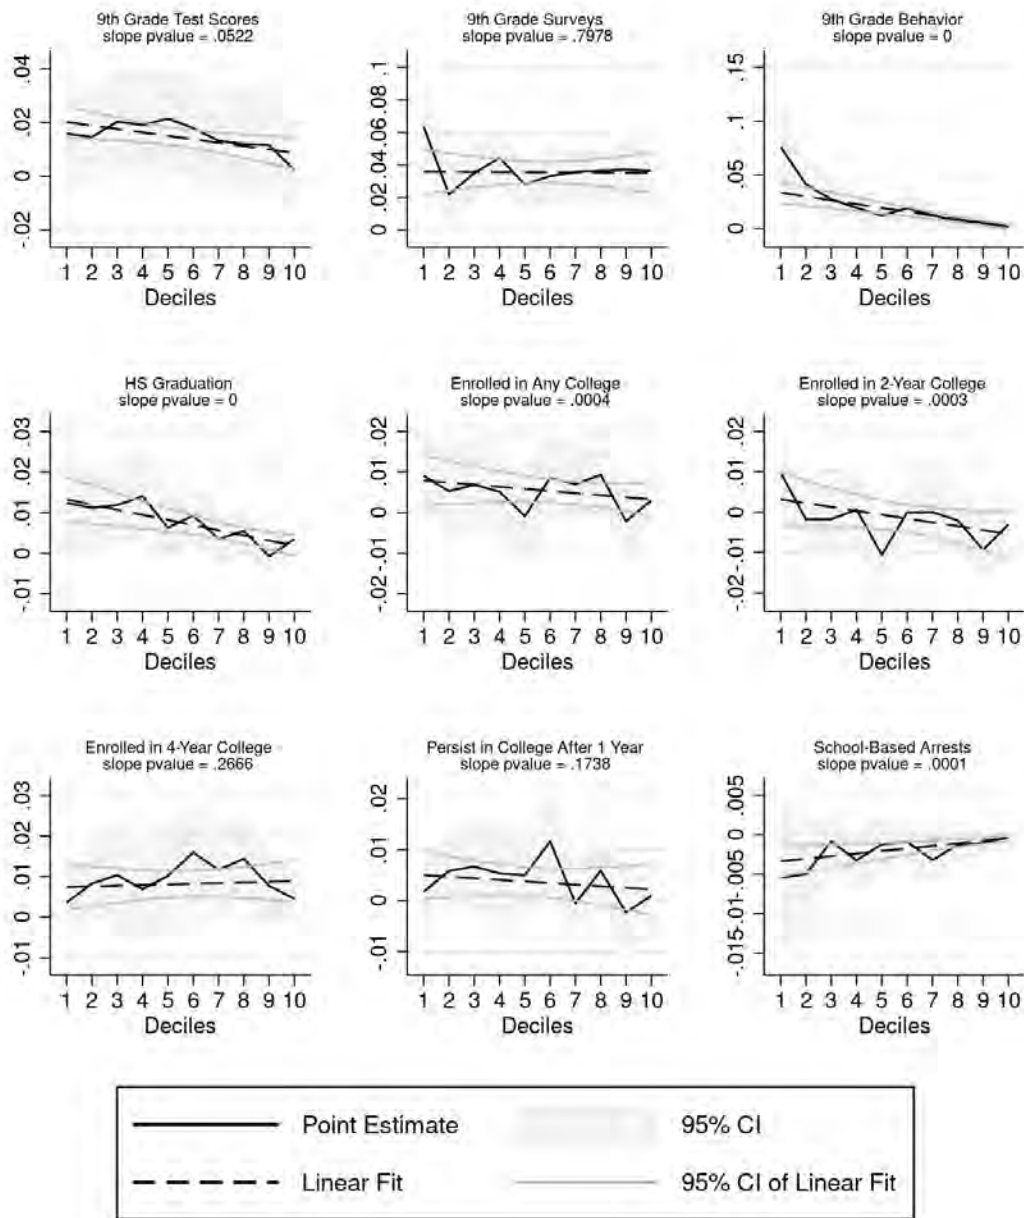 9th Grade Test Scores
slope pvalue = .0522
.04
.02
0
-.02
1 2 3 4 5 6 7 8 9 10
Deciles
9th Grade Surveys
slope pvalue = .7978
.1
.08
.06
.04
.02
0
1 2 3 4 5 6 7 8 9 10
Deciles
9th Grade Behavior
slope pvalue = 0
.15
.1
.05
0
1 2 3 4 5 6 7 8 9 10
Deciles
HS Graduation
slope pvalue = 0
.03
.02
.01
0
-.01
1 2 3 4 5 6 7 8 9 10
Deciles
Enrolled in Any College
slope pvalue = .0004
.02
.01
0
-.01
-.02
1 2 3 4 5 6 7 8 9 10
Deciles
Enrolled in 2-Year College
slope pvalue = .0003
.02
.01
0
-.01
-.02
1 2 3 4 5 6 7 8 9 10
Deciles
Enrolled in 4-Year College
slope pvalue = .2666
.03
.02
.01
0
-.01
1 2 3 4 5 6 7 8 9 10
Deciles
Persist in College After 1 Year
slope pvalue = .1738
.02
.01
0
-.01
1 2 3 4 5 6 7 8 9 10
Deciles
School-Based Arrests
slope pvalue = .0001
.005
0
-.005
-.01
-.015
1 2 3 4 5 6 7 8 9 10
Deciles
Point Estimate
95% CI
Linear Fit
95% CI of Linear Fit